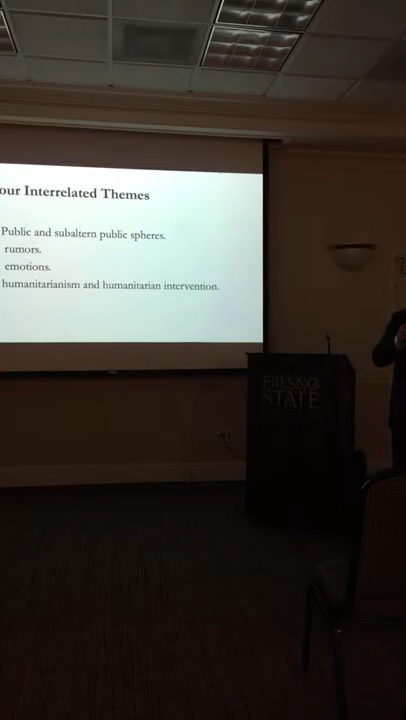 our Interrelated Themes
Public and subaltern public spheres.
rumors.
emotions.
humanitarianism and humanitarian intervention.
FRESNO
STATE